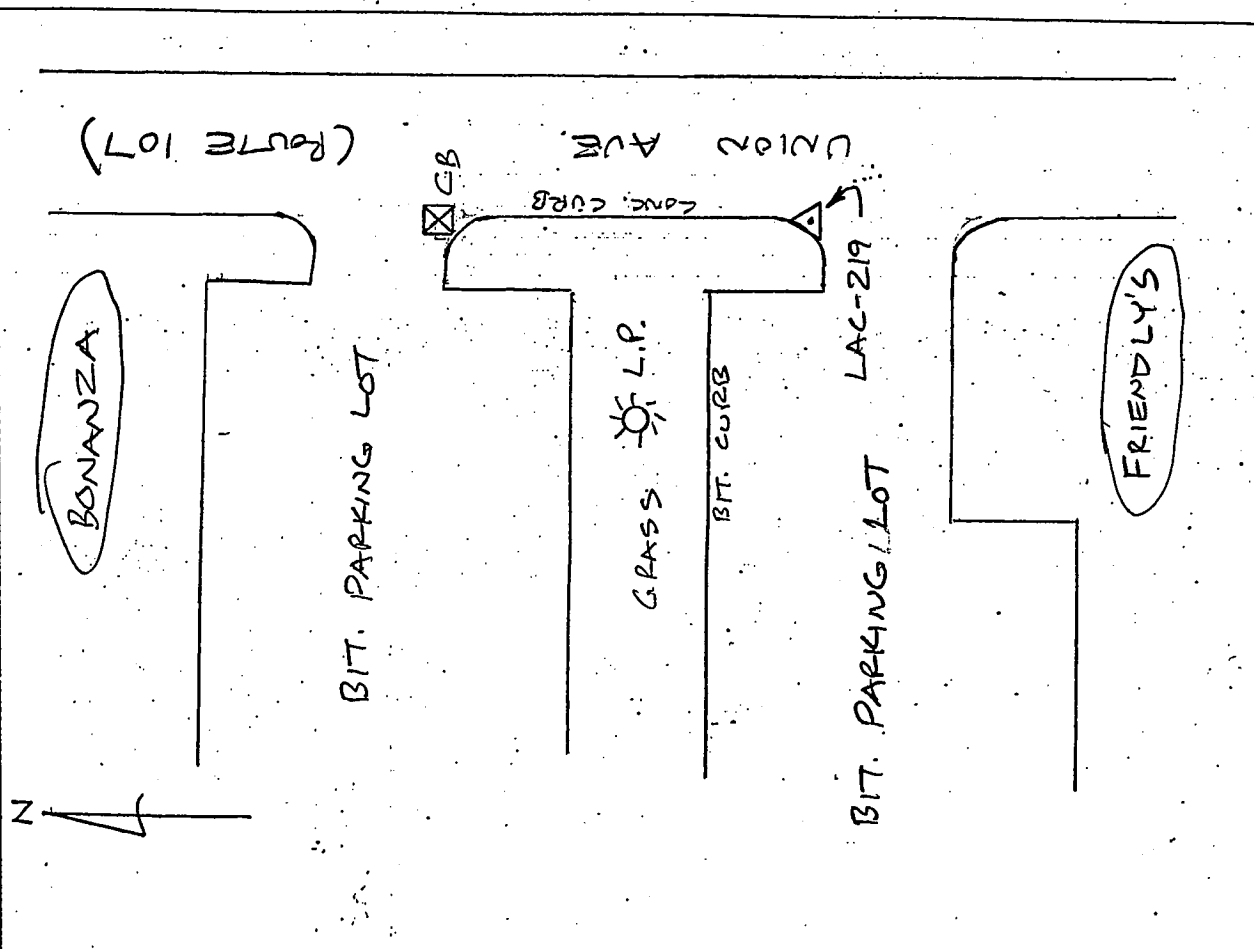 UNION AVE. (ROUTE 107)
CB
CONC. CURB
LAC-219
BONANZA
BIT. PARKING LOT
GRASS
L.P.
BIT. CURB
BIT. PARKING LOT
FRIENDLY'S
N